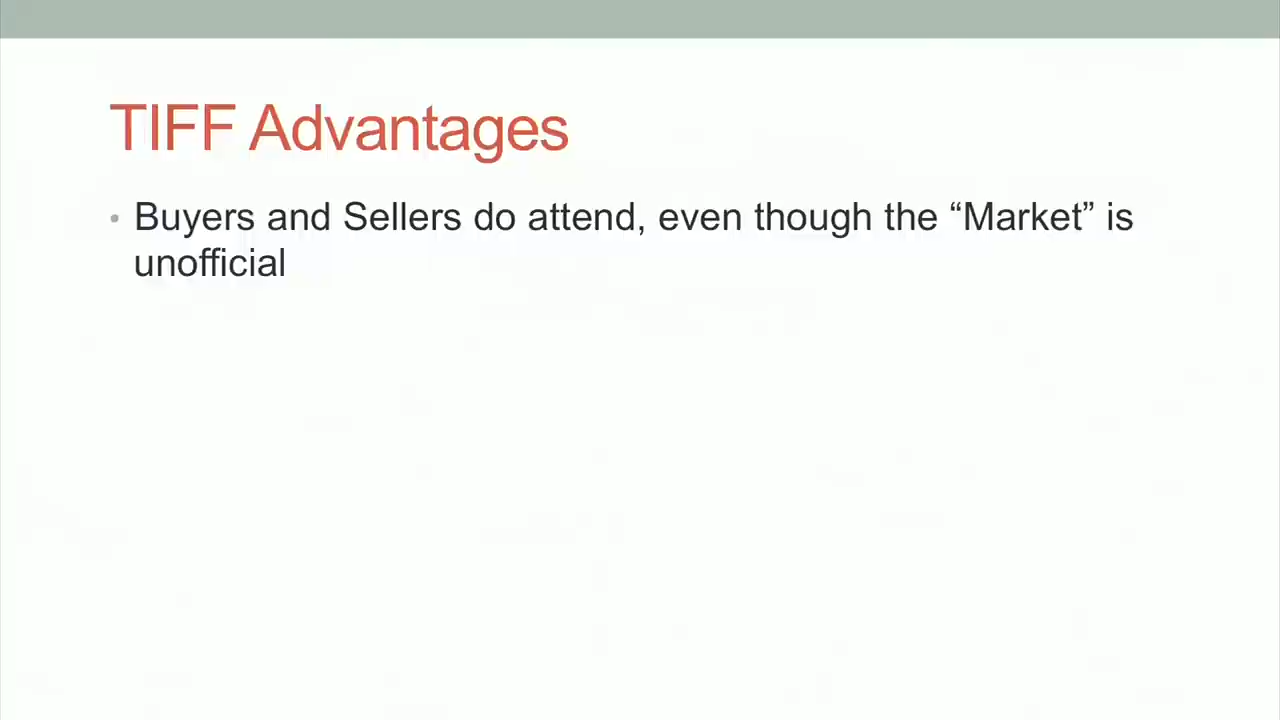 TIFF Advantages
• Buyers and Sellers do attend, even though the “Market” is
unofficial